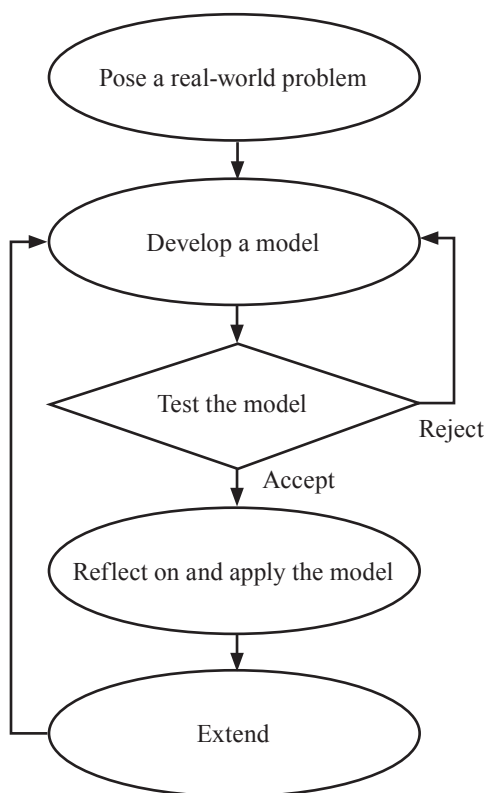 Pose a real-world problem
Develop a model
Test the model
Reject
Accept
Reflect on and apply the model
Extend